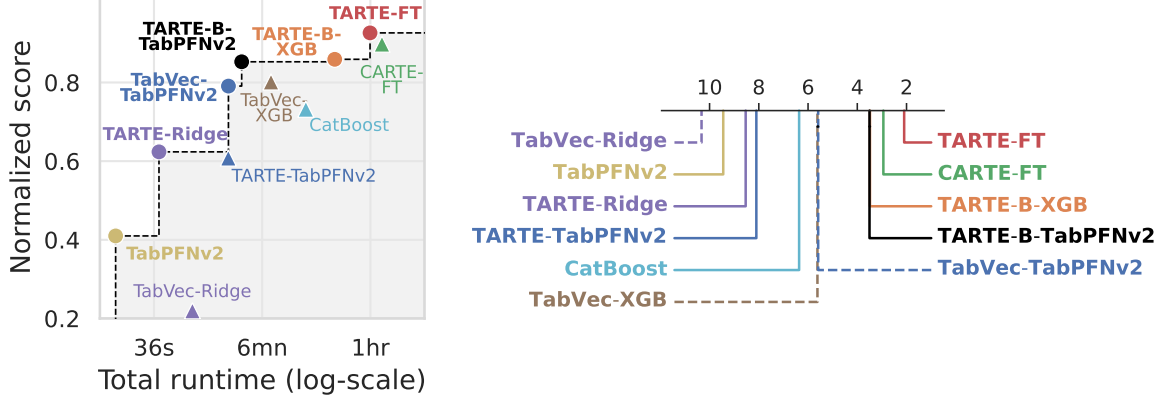 TARTE-FT
TARTE-B-
TabPFNv2
TARTE-B-
XGB
CARTE-
FT
TabVec-
TabPFNv2
TabVec-
XGB
CatBoost
TARTE-Ridge
TARTE-TabPFNv2
TabPFNv2
TabVec-Ridge
Normalized score
0.8
0.6
0.4
0.2
36s
6mn
1hr
Total runtime (log-scale)
10
8
6
4
2
TabVec-Ridge
TabPFNv2
TARTE-Ridge
TARTE-TabPFNv2
CatBoost
TabVec-XGB
TARTE-FT
CARTE-FT
TARTE-B-XGB
TARTE-B-TabPFNv2
TabVec-TabPFNv2